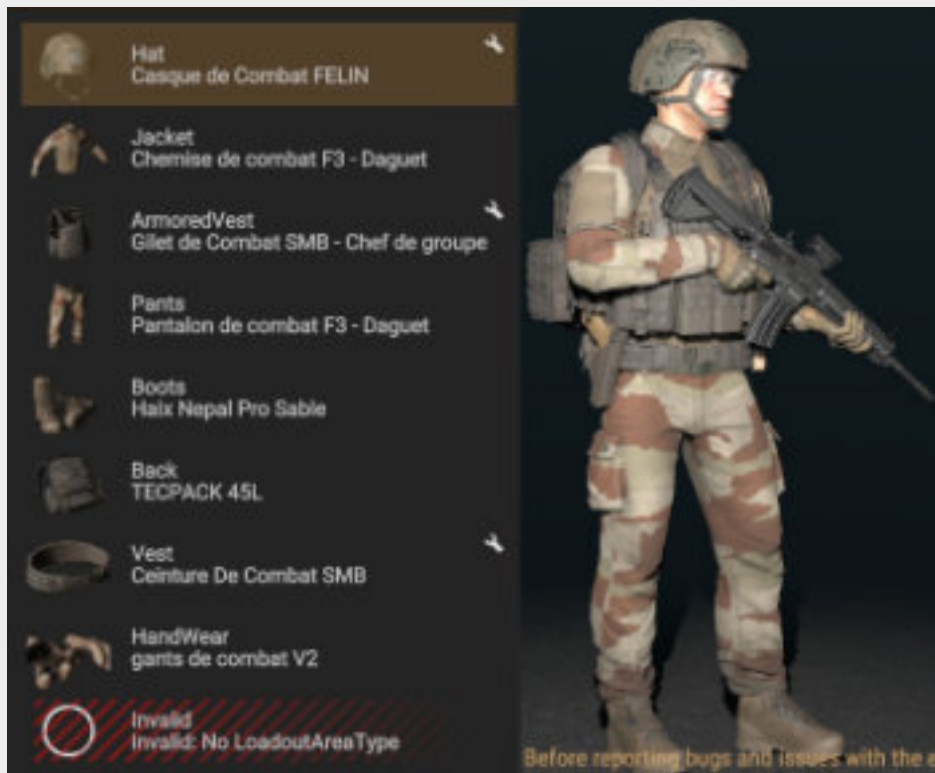 Hat
Casque de Combat FELIN
Jacket
Chemise de combat F3 - Daguet
ArmoredVest
Gilet de Combat SMB - Chef de groupe
Pants
Pantalon de combat F3 - Daguet
Boots
Haix Nepal Pro Sable
Back
TECPACK 45L
Vest
Ceinture De Combat SMB
HandWear
gants de combat V2
Invalid
Invalid: No LoadoutAreaType
Before reporting bugs and issues with the